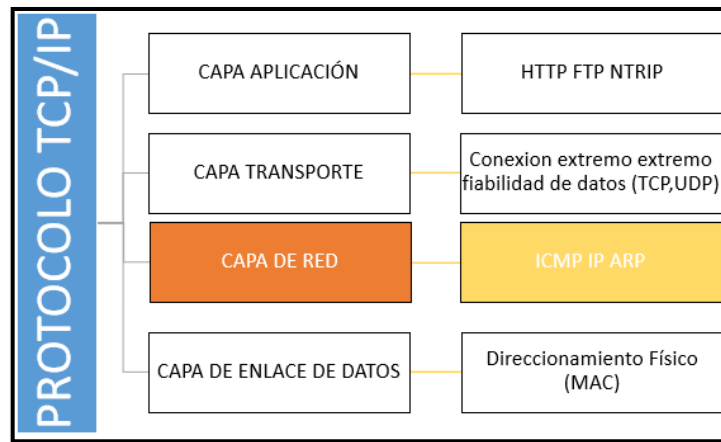 PROTOCOLO TCP/IP
CAPA APLICACIÓN
HTTP FTP NTRIP
CAPA TRANSPORTE
Conexion extremo extremo
fiabilidad de datos (TCP,UDP)
CAPA DE RED
ICMP IP ARP
CAPA DE ENLACE DE DATOS
Direccionamiento Físico
(MAC)